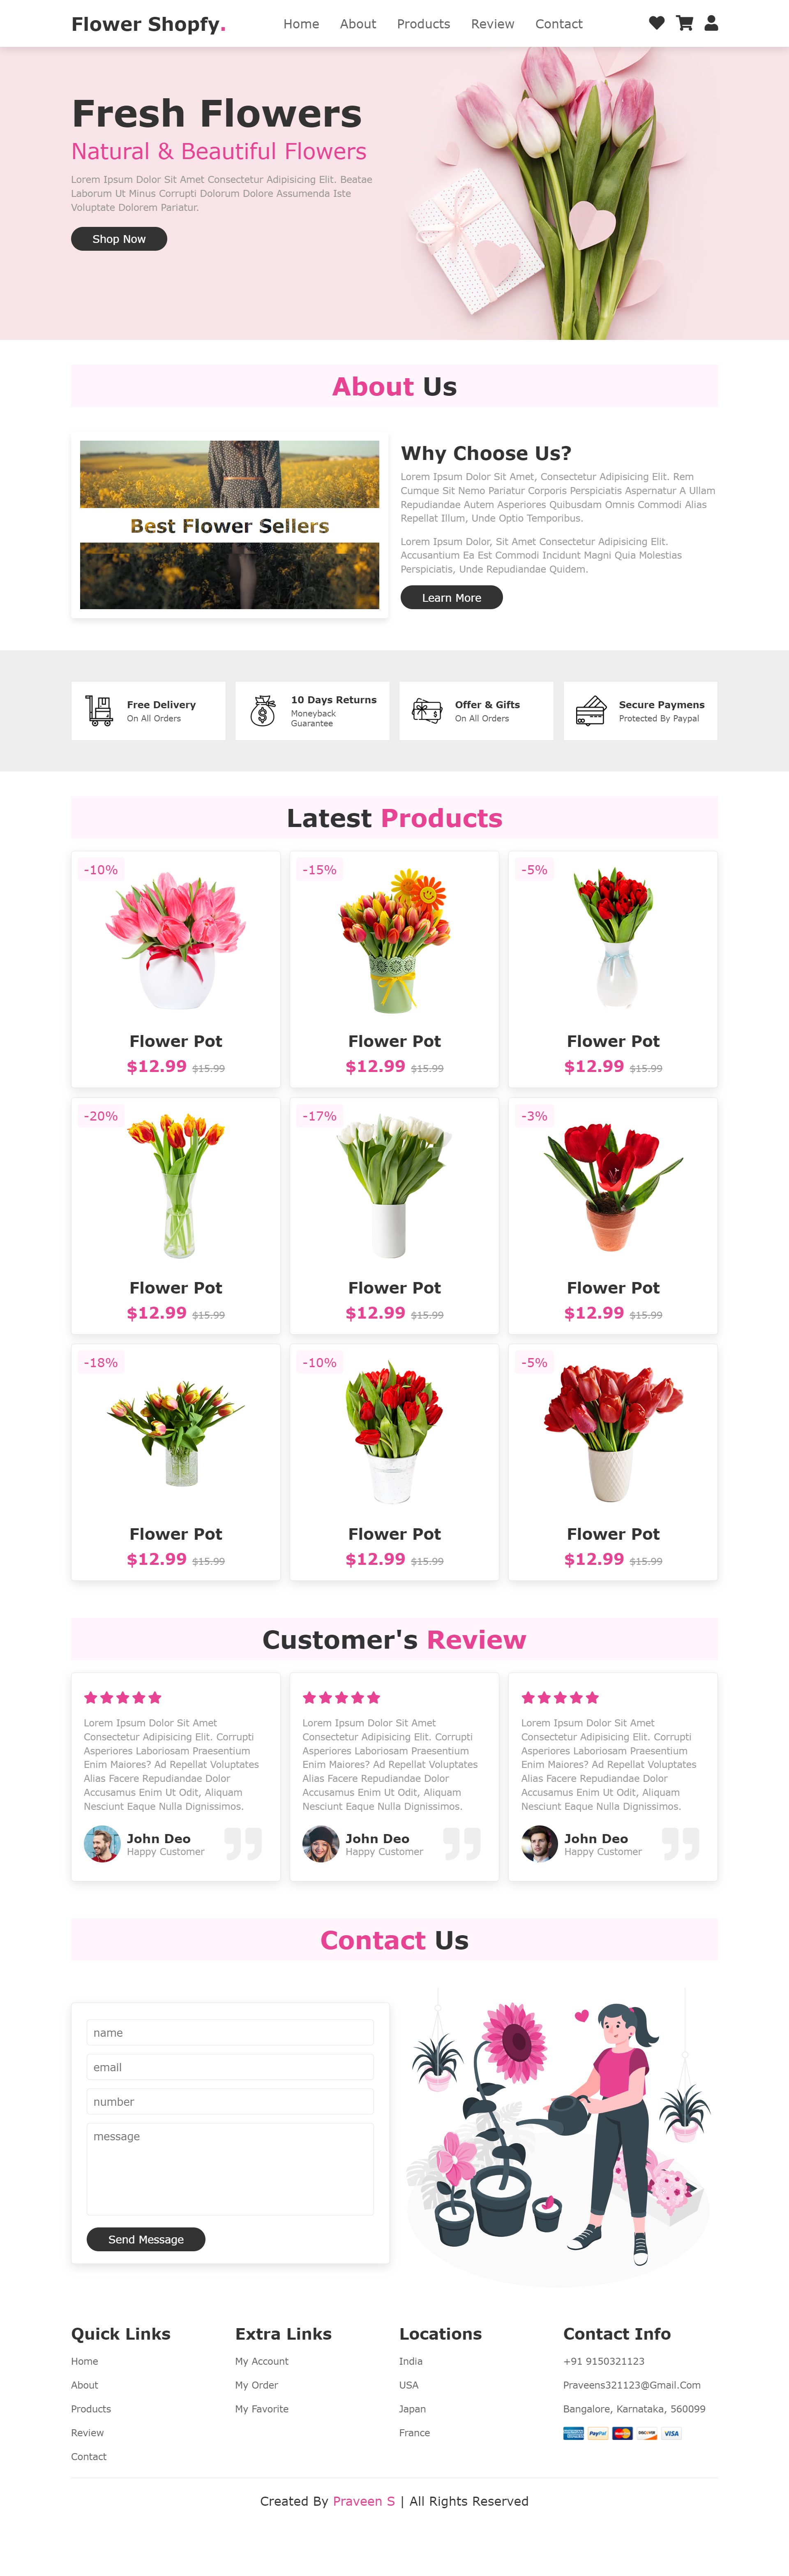 Flower Shopfy.
Home About Products Review Contact
Fresh Flowers
Natural & Beautiful Flowers
Lorem Ipsum Dolor Sit Amet Consectetur Adipisicing Elit. Beatae
Laborum Ut Minus Corrupti Dolorum Dolore Assumenda Iste
Voluptate Dolorem Pariatur.
Shop Now
About Us
Best Flower Sellers
Why Choose Us?
Lorem Ipsum Dolor Sit Amet, Consectetur Adipisicing Elit. Rem
Cumque Sit Nemo Pariatur Corporis Perspiciatis Aspernatur A Ullam
Repudiandae Autem Asperiores Quibusdam Omnis Commodi Alias
Repellat Illum, Unde Optio Temporibus.
Lorem Ipsum Dolor, Sit Amet Consectetur Adipisicing Elit.
Accusantium Ea Est Commodi Incidunt Magni Quia Molestias
Perspiciatis, Unde Repudiandae Quidem.
Learn More
Free Delivery
On All Orders
10 Days Returns
Moneyback
Guarantee
Offer & Gifts
On All Orders
Secure Paymens
Protected By Paypal
Latest Products
-10%
Flower Pot
$12.99 $15.99
-15%
Flower Pot
$12.99 $15.99
-5%
Flower Pot
$12.99 $15.99
-20%
Flower Pot
$12.99 $15.99
-17%
Flower Pot
$12.99 $15.99
-3%
Flower Pot
$12.99 $15.99
-18%
Flower Pot
$12.99 $15.99
-10%
Flower Pot
$12.99 $15.99
-5%
Flower Pot
$12.99 $15.99
Customer's Review
Lorem Ipsum Dolor Sit Amet
Consectetur Adipisicing Elit. Corrupti
Asperiores Laboriosam Praesentium
Enim Maiores? Ad Repellat Voluptates
Alias Facere Repudiandae Dolor
Accusamus Enim Ut Odit, Aliquam
Nesciunt Eaque Nulla Dignissimos.
John Deo
Happy Customer
Lorem Ipsum Dolor Sit Amet
Consectetur Adipisicing Elit. Corrupti
Asperiores Laboriosam Praesentium
Enim Maiores? Ad Repellat Voluptates
Alias Facere Repudiandae Dolor
Accusamus Enim Ut Odit, Aliquam
Nesciunt Eaque Nulla Dignissimos.
John Deo
Happy Customer
Lorem Ipsum Dolor Sit Amet
Consectetur Adipisicing Elit. Corrupti
Asperiores Laboriosam Praesentium
Enim Maiores? Ad Repellat Voluptates
Alias Facere Repudiandae Dolor
Accusamus Enim Ut Odit, Aliquam
Nesciunt Eaque Nulla Dignissimos.
John Deo
Happy Customer
Contact Us
name
email
number
message
Send Message
Quick Links
Home
About
Products
Review
Contact
Extra Links
My Account
My Order
My Favorite
Locations
India
USA
Japan
France
Contact Info
+91 9150321123
Praveens321123@Gmail.Com
Bangalore, Karnataka, 560099
PayPal
DISCOVER
VISA
Created By Praveen S | All Rights Reserved